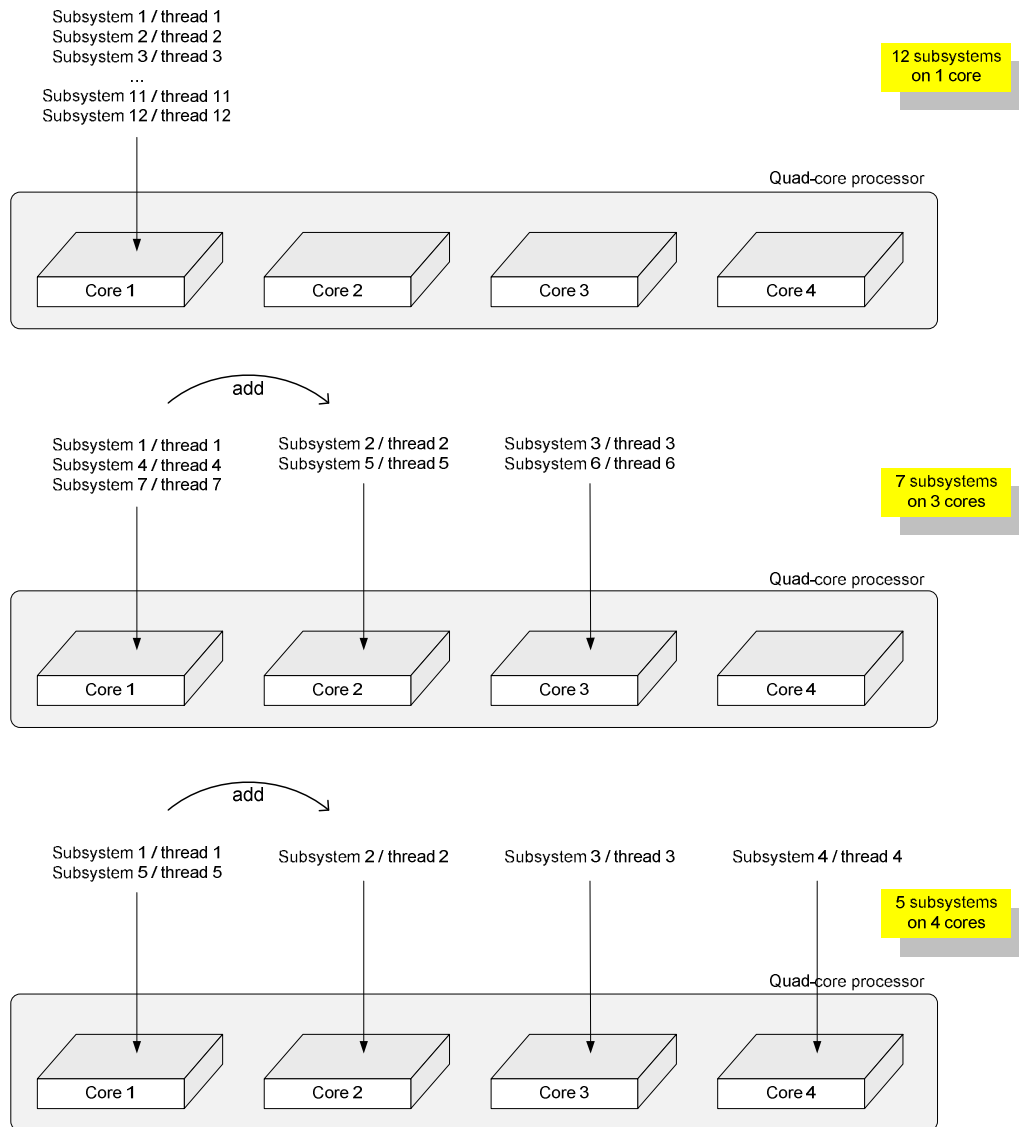 Subsystem 1 / thread 1
Subsystem 2 / thread 2
Subsystem 3 / thread 3
...
Subsystem 11 / thread 11
Subsystem 12 / thread 12
12 subsystems
on 1 core
Quad-core processor
Core 1
Core 2
Core 3
Core 4
add
Subsystem 1 / thread 1
Subsystem 4 / thread 4
Subsystem 7 / thread 7
Subsystem 2 / thread 2
Subsystem 5 / thread 5
Subsystem 3 / thread 3
Subsystem 6 / thread 6
7 subsystems
on 3 cores
Quad-core processor
Core 1
Core 2
Core 3
Core 4
add
Subsystem 1 / thread 1
Subsystem 5 / thread 5
Subsystem 2 / thread 2
Subsystem 3 / thread 3
Subsystem 4 / thread 4
5 subsystems
on 4 cores
Quad-core processor
Core 1
Core 2
Core 3
Core 4